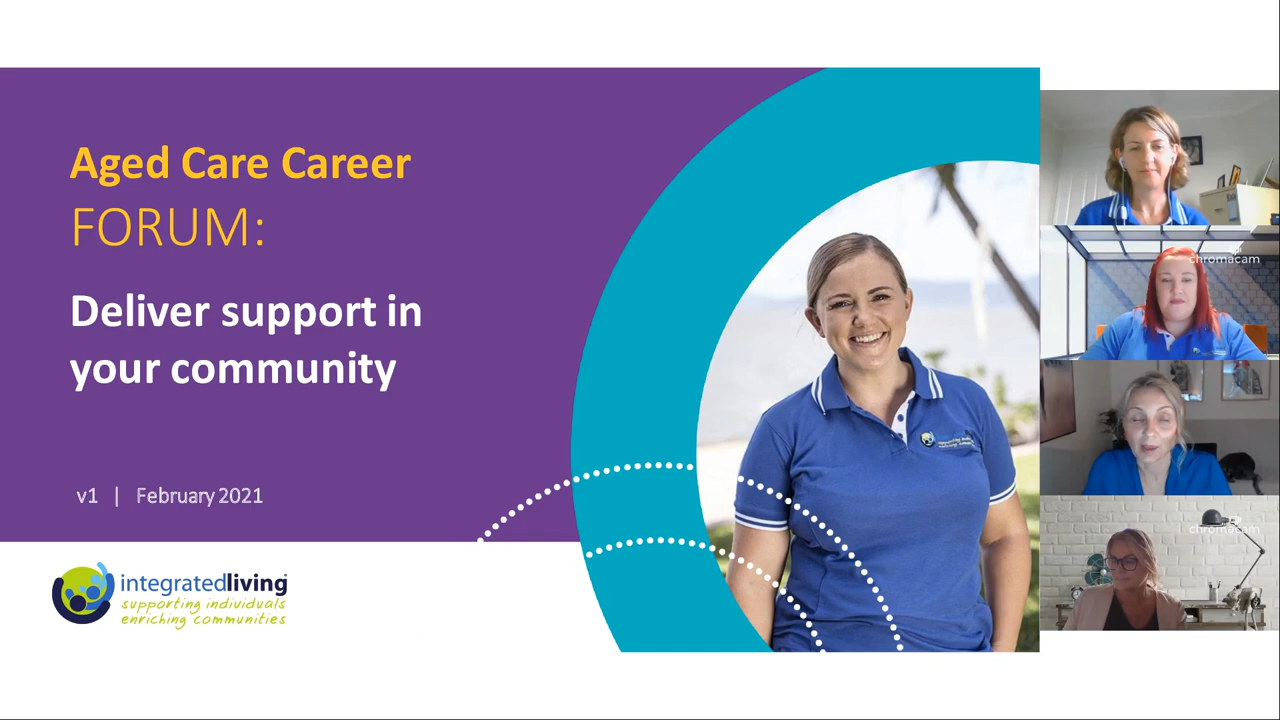 Aged Care Career
FORUM:
Deliver support in
your community
v1 | February 2021
integratedliving
supporting individuals
enriching communities
chromacam
chromacam